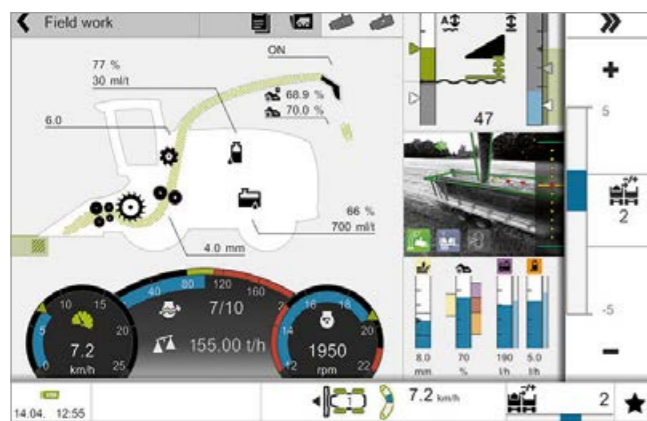 Field work
ON
77 %
30 ml/t
68.9 %
70.0 %
6.0
66 %
700 ml/t
4.0 mm
A
47
+
5
-/+
2
-5
−
10 15
5 20
0 25
7.2
km/h
40 80 120 160
7/10
155.00 t/h
16 18
14 20
12 22
1950
rpm
8.0 70 190 5.0
mm % l/h t/h
14.04. 12:55
1
7.2 km/h
-/+
2